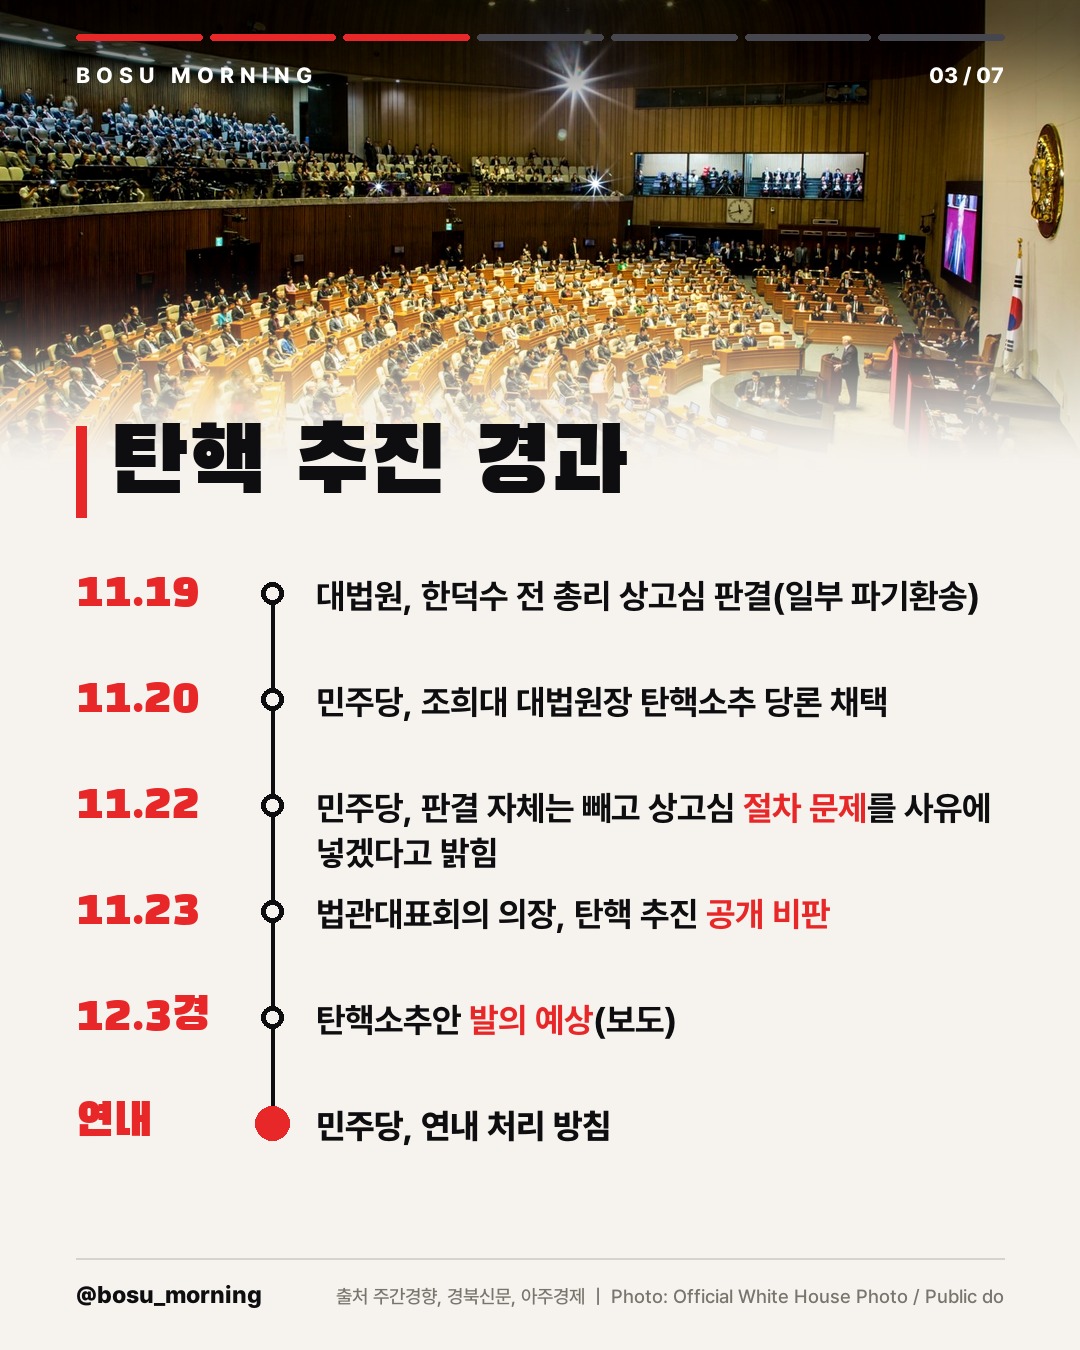 BOSU MORNING
03 / 07
탄핵 추진 경과
11.19
대법원, 한덕수 전 총리 상고심 판결(일부 파기환송)
11.20
민주당, 조희대 대법원장 탄핵소추 당론 채택
11.22
민주당, 판결 자체는 빼고 상고심 절차 문제를 사유에
넣겠다고 밝힘
11.23
법관대표회의 의장, 탄핵 추진 공개 비판
12.3경
탄핵소추안 발의 예상(보도)
연내
민주당, 연내 처리 방침
@bosu_morning
출처 주간경향, 경북신문, 아주경제 | Photo: Official White House Photo / Public do